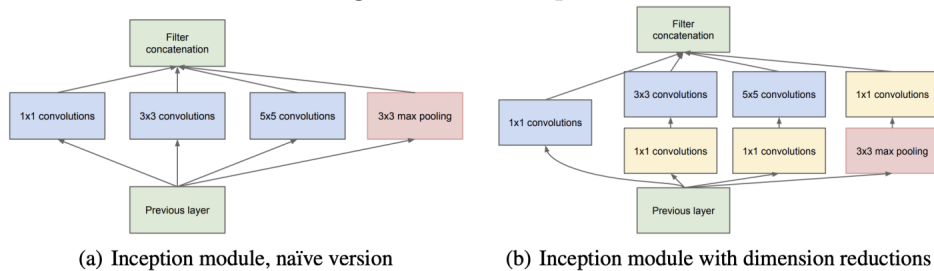 Filter
concatenation
1x1 convolutions
3x3 convolutions
5x5 convolutions
3x3 max pooling
Previous layer
(a) Inception module, naïve version
Filter
concatenation
3x3 convolutions
5x5 convolutions
1x1 convolutions
1x1 convolutions
1x1 convolutions
1x1 convolutions
3x3 max pooling
Previous layer
(b) Inception module with dimension reductions